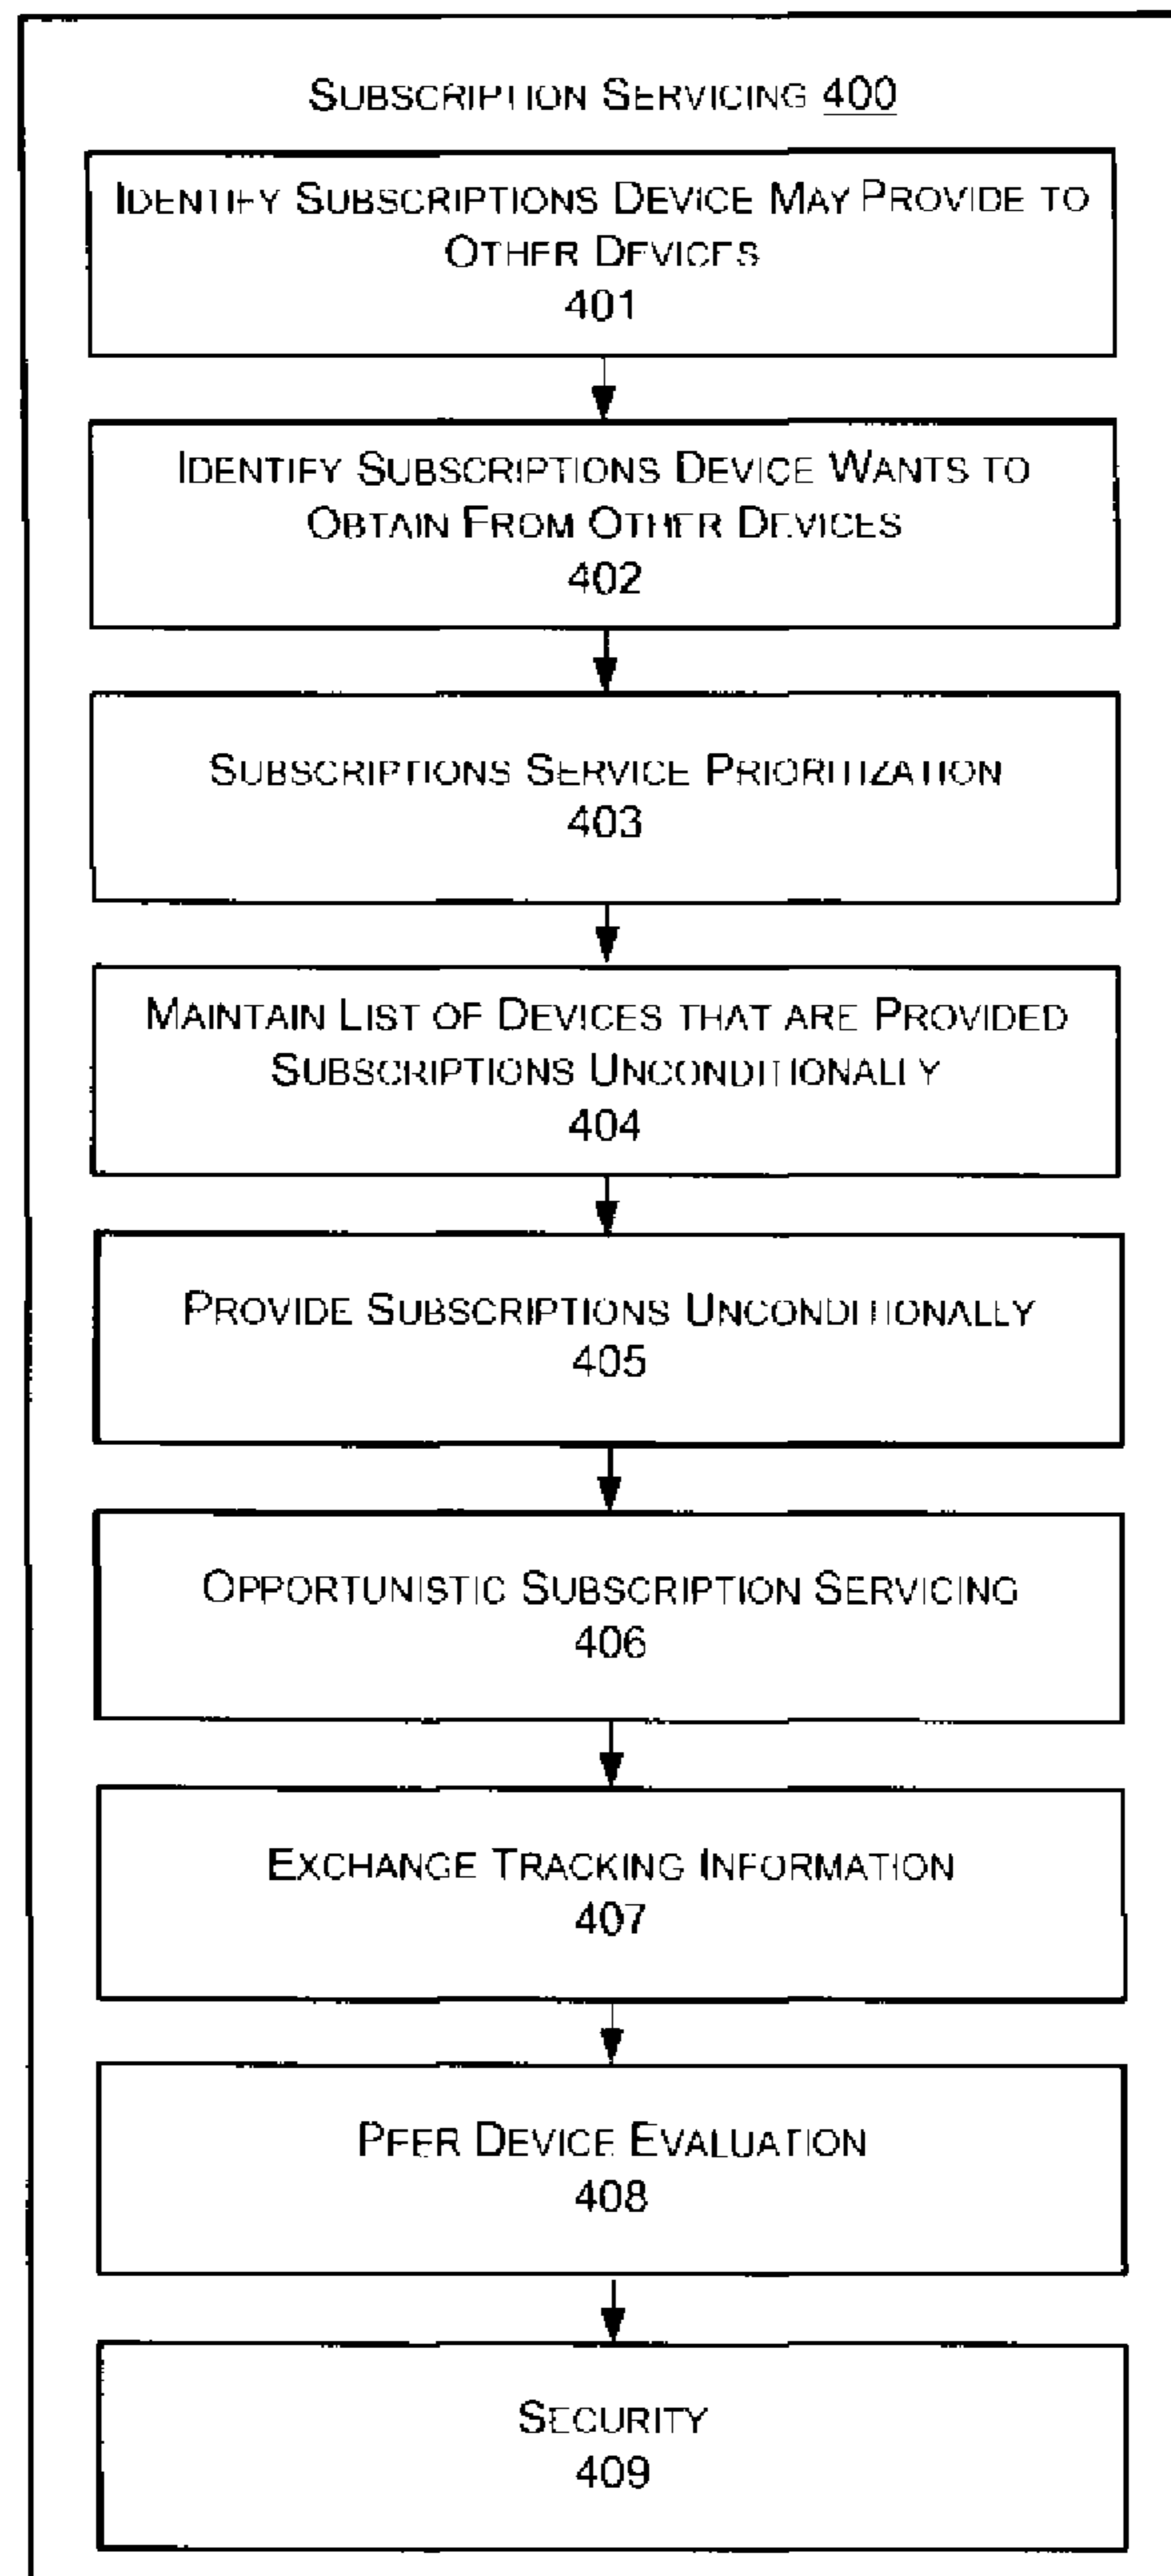 SUBSCRIPTION SERVICING 400
IDENTIFY SUBSCRIPTIONS DEVICE MAY PROVIDE TO
OTHER DEVICES
401
IDENTIFY SUBSCRIPTIONS DEVICE WANTS TO
OBTAIN FROM OTHER DEVICES
402
SUBSCRIPTIONS SERVICE PRIORITIZATION
403
MAINTAIN LIST OF DEVICES THAT ARE PROVIDED
SUBSCRIPTIONS UNCONDITIONALLY
404
PROVIDE SUBSCRIPTIONS UNCONDITIONALLY
405
OPPORTUNISTIC SUBSCRIPTION SERVICING
406
EXCHANGE TRACKING INFORMATION
407
PEER DEVICE EVALUATION
408
SECURITY
409